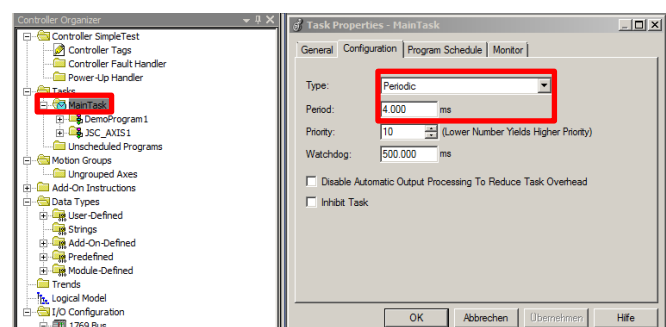 Controller Organizer
Controller SimpleTest
Controller Tags
Controller Fault Handler
Power-Up Handler
Tasks
MainTask
DemoProgram1
JSC_AXIS1
Unscheduled Programs
Motion Groups
Ungrouped Axes
Add-On Instructions
Data Types
User-Defined
Strings
Add-On-Defined
Predefined
Module-Defined
Trends
Logical Model
I/O Configuration
1769 Bus
Task Properties - MainTask
General Configuration Program Schedule Monitor
Type: Periodic
Period: 4.000 ms
Priority: 10 (Lower Number Yields Higher Priority)
Watchdog: 500.000 ms
Disable Automatic Output Processing To Reduce Task Overhead
Inhibit Task
OK Abbrechen Übernehmen Hilfe